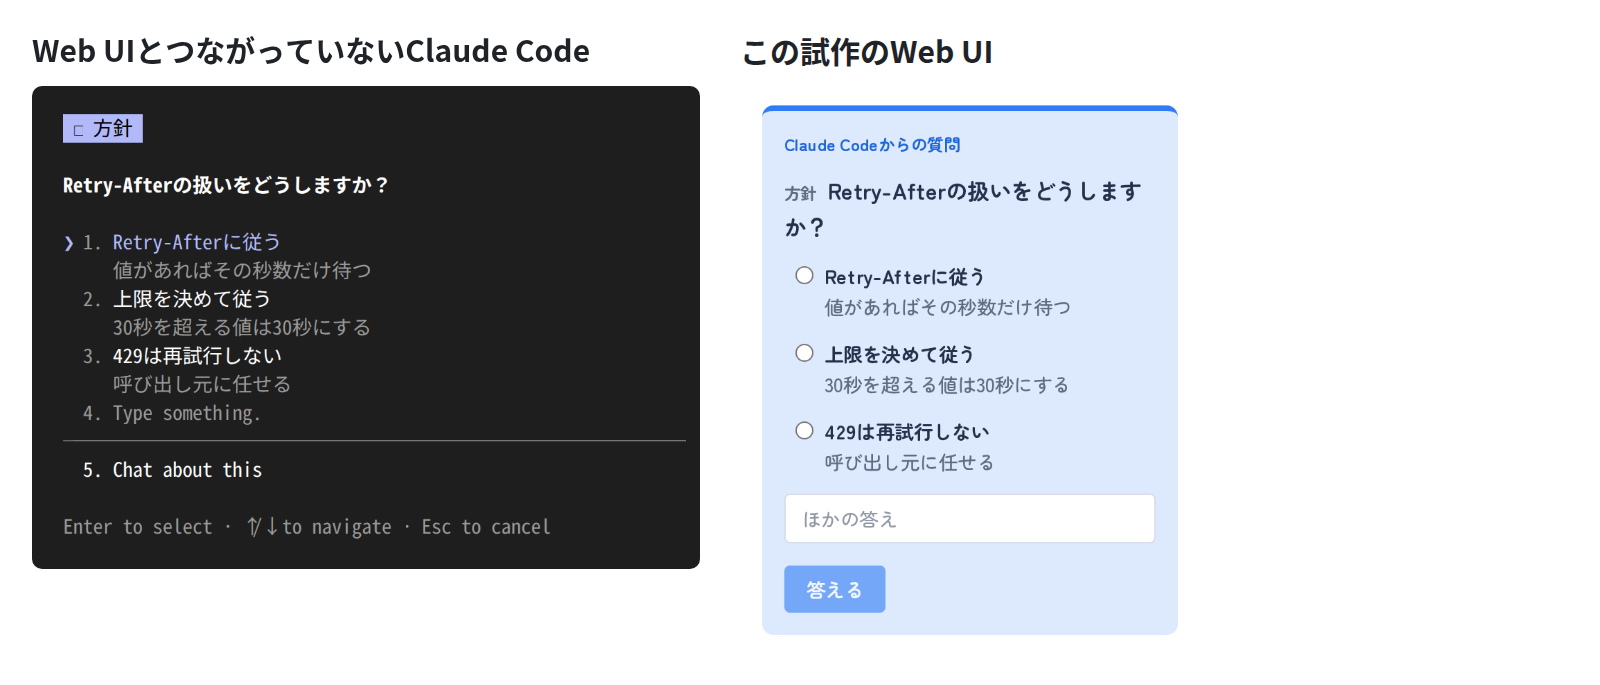 Web UIとつながっていないClaude Code
□ 方針
Retry-Afterの扱いをどうしますか？
❯ 1. Retry-Afterに従う
値があればその秒数だけ待つ
2. 上限を決めて従う
30秒を超える値は30秒にする
3. 429は再試行しない
呼び出し元に任せる
4. Type something.
5. Chat about this
Enter to select · ↑/↓ to navigate · Esc to cancel
この試作のWeb UI
Claude Codeからの質問
方針 Retry-Afterの扱いをどうします
か？
Retry-Afterに従う
値があればその秒数だけ待つ
上限を決めて従う
30秒を超える値は30秒にする
429は再試行しない
呼び出し元に任せる
ほかの答え
答える